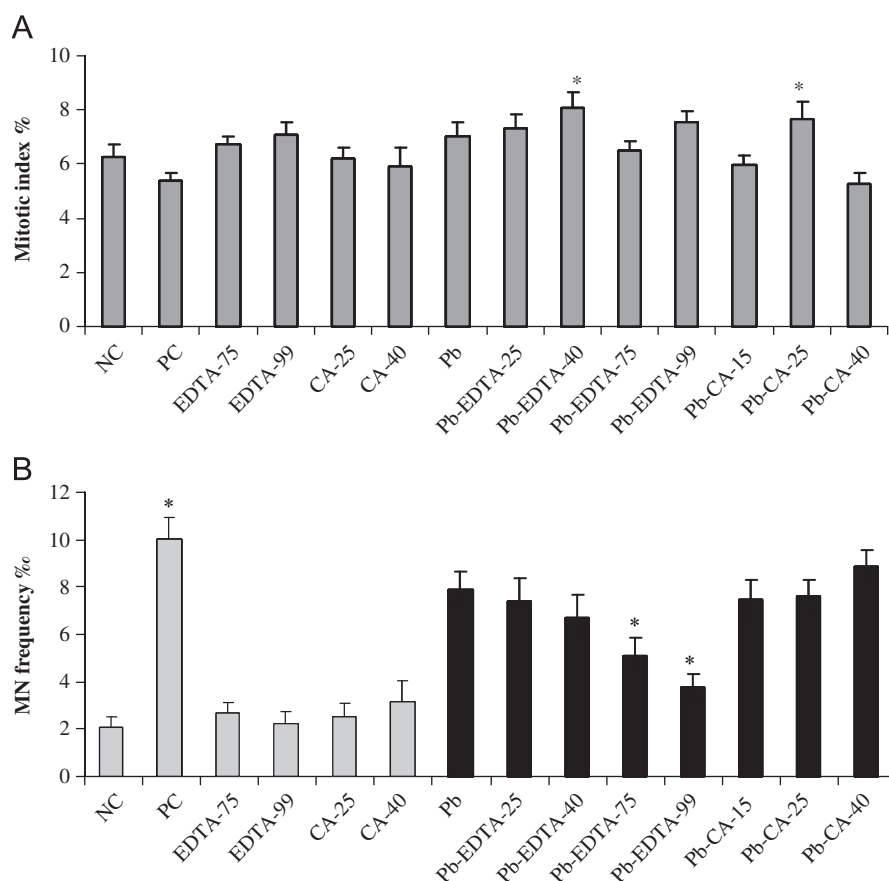 A
Mitotic index %
10
8
6
4
2
0
*
*
NC
PC
EDTA-75
EDTA-99
CA-25
CA-40
Pb
Pb-EDTA-25
Pb-EDTA-40
Pb-EDTA-75
Pb-EDTA-99
Pb-CA-15
Pb-CA-25
Pb-CA-40
B
MN frequency ‰
12
10
8
6
4
2
0
*
*
*
NC
PC
EDTA-75
EDTA-99
CA-25
CA-40
Pb
Pb-EDTA-25
Pb-EDTA-40
Pb-EDTA-75
Pb-EDTA-99
Pb-CA-15
Pb-CA-25
Pb-CA-40